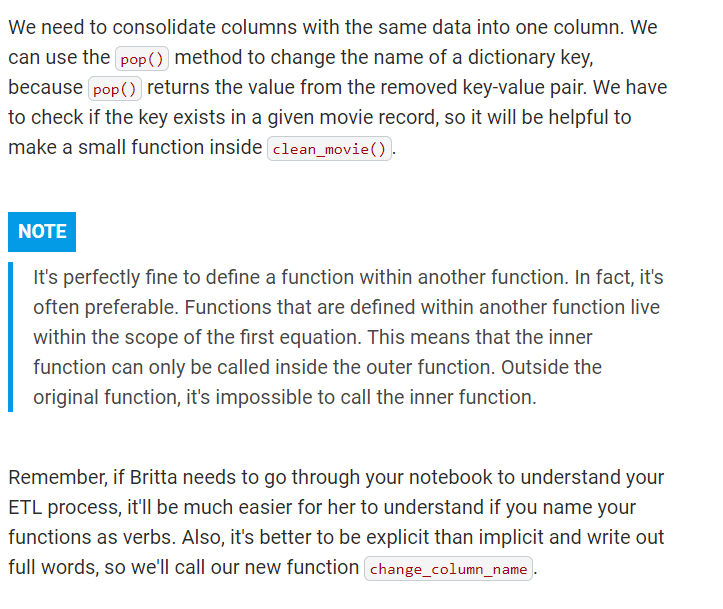 We need to consolidate columns with the same data into one column. We
can use the pop() method to change the name of a dictionary key,
because pop() returns the value from the removed key-value pair. We have
to check if the key exists in a given movie record, so it will be helpful to
make a small function inside clean_movie().
NOTE
It's perfectly fine to define a function within another function. In fact, it's
often preferable. Functions that are defined within another function live
within the scope of the first equation. This means that the inner
function can only be called inside the outer function. Outside the
original function, it's impossible to call the inner function.
Remember, if Britta needs to go through your notebook to understand your
ETL process, it'll be much easier for her to understand if you name your
functions as verbs. Also, it's better to be explicit than implicit and write out
full words, so we'll call our new function change_column_name.